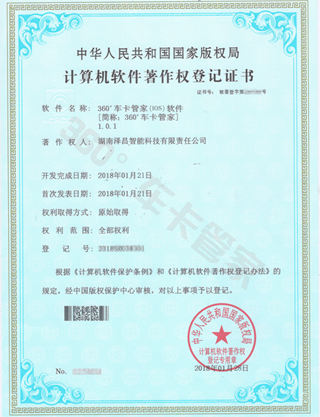 中华人民共和国国家版权局
计算机软件著作权登记证书
证书号: 软著登字第
软件名称: 360°车卡管家(IOS)软件
[简称: 360°车卡管家]
1.0.1
著作权人: 湖南泽昌智能科技有限责任公司
开发完成日期: 2018年01月21日
首次发表日期: 2018年01月21日
权利取得方式: 原始取得
权利范围: 全部权利
登记号:
根据《计算机软件保护条例》和《计算机软件著作权登记办法》的
规定, 经中国版权保护中心审核, 对以上事项予以登记。
中华人民共和国国家版权局
计算机软件著作权
登记专用章
No.
2018年01月25日
360°车卡管家